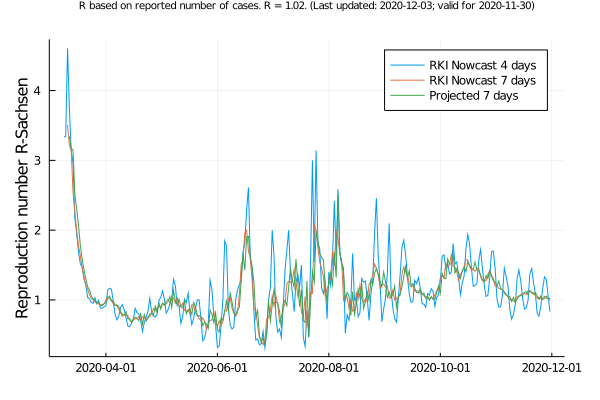 R based on reported number of cases. R = 1.02. (Last updated: 2020-12-03; valid for 2020-11-30)
Reproduction number R-Sachsen
4
3
2
1
RKI Nowcast 4 days
RKI Nowcast 7 days
Projected 7 days
2020-04-01
2020-06-01
2020-08-01
2020-10-01
2020-12-01